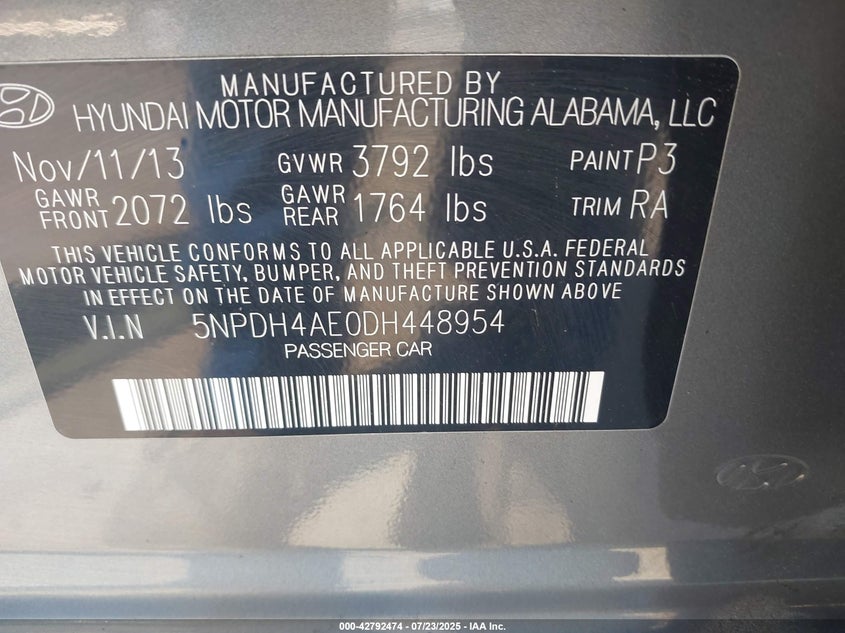 MANUFACTURED BY
HYUNDAI MOTOR MANUFACTURING ALABAMA, LLC
Nov/11/13 GVWR 3792 lbs PAINT P3
GAWR FRONT 2072 lbs GAWR REAR 1764 lbs TRIM RA
THIS VEHICLE CONFORMS TO ALL APPLICABLE U.S.A. FEDERAL
MOTOR VEHICLE SAFETY, BUMPER, AND THEFT PREVENTION STANDARDS
IN EFFECT ON THE DATE OF MANUFACTURE SHOWN ABOVE
V.I.N 5NPDH4AE0DH448954
PASSENGER CAR
000-42792474 - 07/23/2025 - IAA Inc.